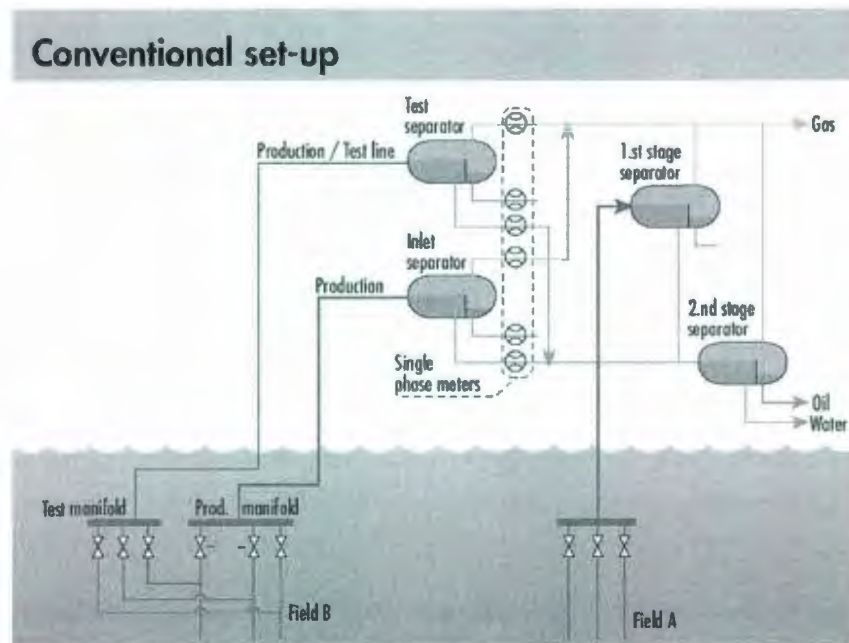 Conventional set-up
Test
separator
Production / Test line
Gas
1.st stage
separator
Inlet
separator
Production
2.nd stage
separator
Single
phase meters
Oil
Water
Test manifold
Prod. manifold
Field B
Field A